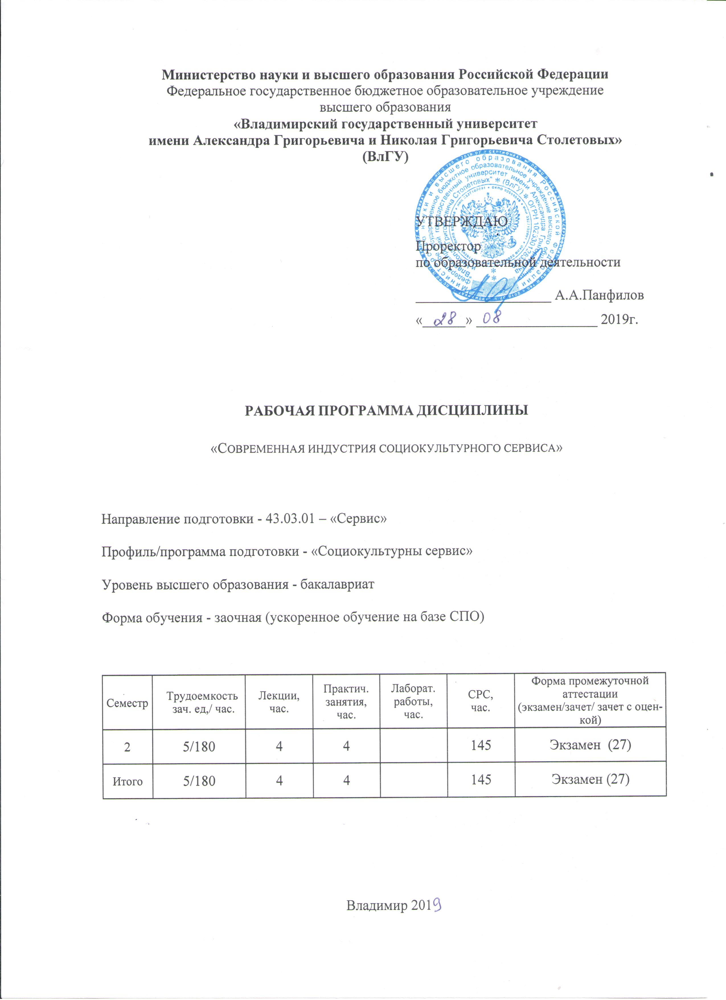 Министерство науки и высшего образования Российской Федерации
Федеральное государственное бюджетное образовательное учреждение
высшего образования
«Владимирский государственный университет
имени Александра Григорьевича и Николая Григорьевича Столетовых»
(ВлГУ)
УТВЕРЖДАЮ
Проректор
по образовательной деятельности
А.А.Панфилов
«28» 08 2019г.
РАБОЧАЯ ПРОГРАММА ДИСЦИПЛИНЫ
«СОВРЕМЕННАЯ ИНДУСТРИЯ СОЦИОКУЛЬТУРНОГО СЕРВИСА»
Направление подготовки - 43.03.01 – «Сервис»
Профиль/программа подготовки - «Социокультурны сервис»
Уровень высшего образования - бакалавриат
Форма обучения - заочная (ускоренное обучение на базе СПО)
Семестр
Трудоемкость
зач. ед,/ час.
Лекции,
час.
Практич.
занятия,
час.
Лаборат.
работы,
час.
СРС,
час.
Форма промежуточной
аттестации
(экзамен/зачет/ зачет с оцен-
кой)
2 5/180 4 4 145 Экзамен (27)
Итого 5/180 4 4 145 Экзамен (27)
Владимир 2019